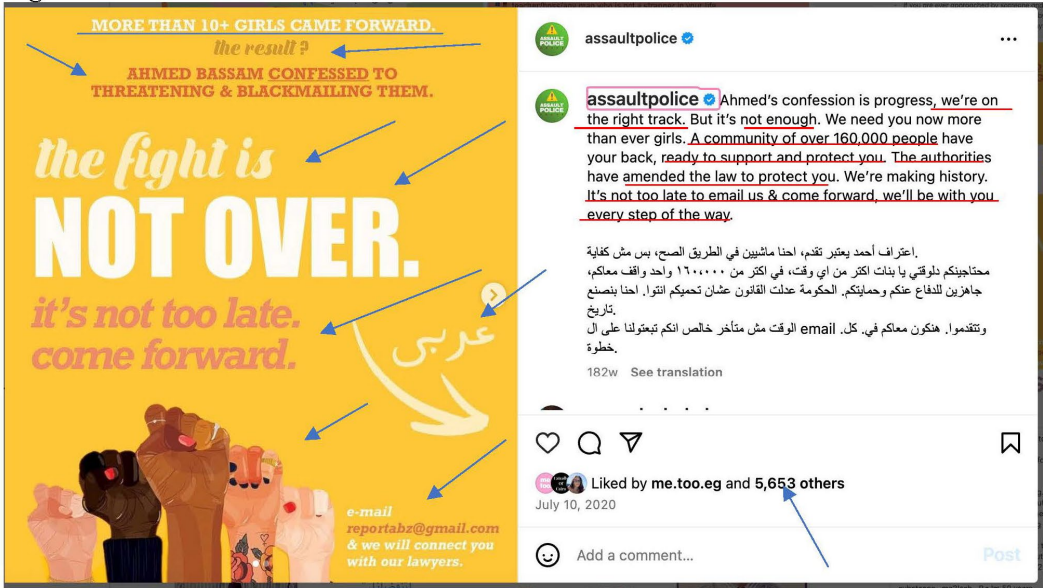 MORE THAN 10+ GIRLS CAME FORWARD.
the result?
AHMED BASSAM CONFESSED TO
THREATENING & BLACKMAILING THEM.
the fight is
NOT OVER.
it's not too late.
come forward.
عربى
e-mail
reportabz@gmail.com
& we will connect you
with our lawyers.
ASSAULT
POLICE
assaultpolice
ASSAULT
POLICE
assaultpolice Ahmed's confession is progress, we're on
the right track. But it's not enough. We need you now more
than ever girls. A community of over 160,000 people have
your back, ready to support and protect you. The authorities
have amended the law to protect you. We're making history.
It's not too late to email us & come forward, we'll be with you
every step of the way.
.اعتراف أحمد يعتبر تقدم، احنا ماشيين في الطريق الصح، بس مش كفاية
محتاجينكم دلوقتي يا بنات اكتر من اي وقت، في اكتر من ١٦٠،٠٠٠ واحد واقف معاكم،
جاهزين للدفاع عنكم وحمايتكم. الحكومة عدلت القانون عشان تحميكم انتوا. احنا بنصنع
.تاريخ
وتتقدموا. هنكون معاكم في. كل. email الوقت مش متأخر خالص انكم تبعتولنا على ال
.خطوة
182w See translation
Liked by me.too.eg and 5,653 others
July 10, 2020
Add a comment...
Post